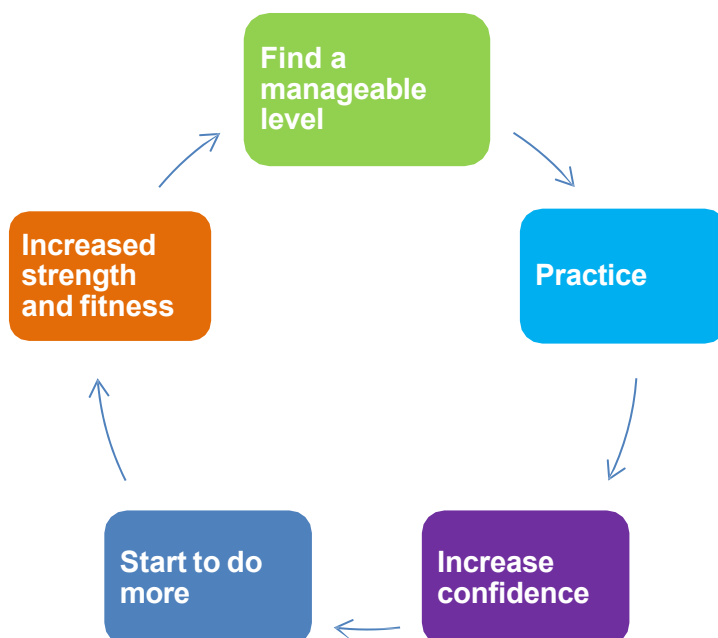 Find a
manageable
level
Practice
Increase
confidence
Start to do
more
Increased
strength
and fitness